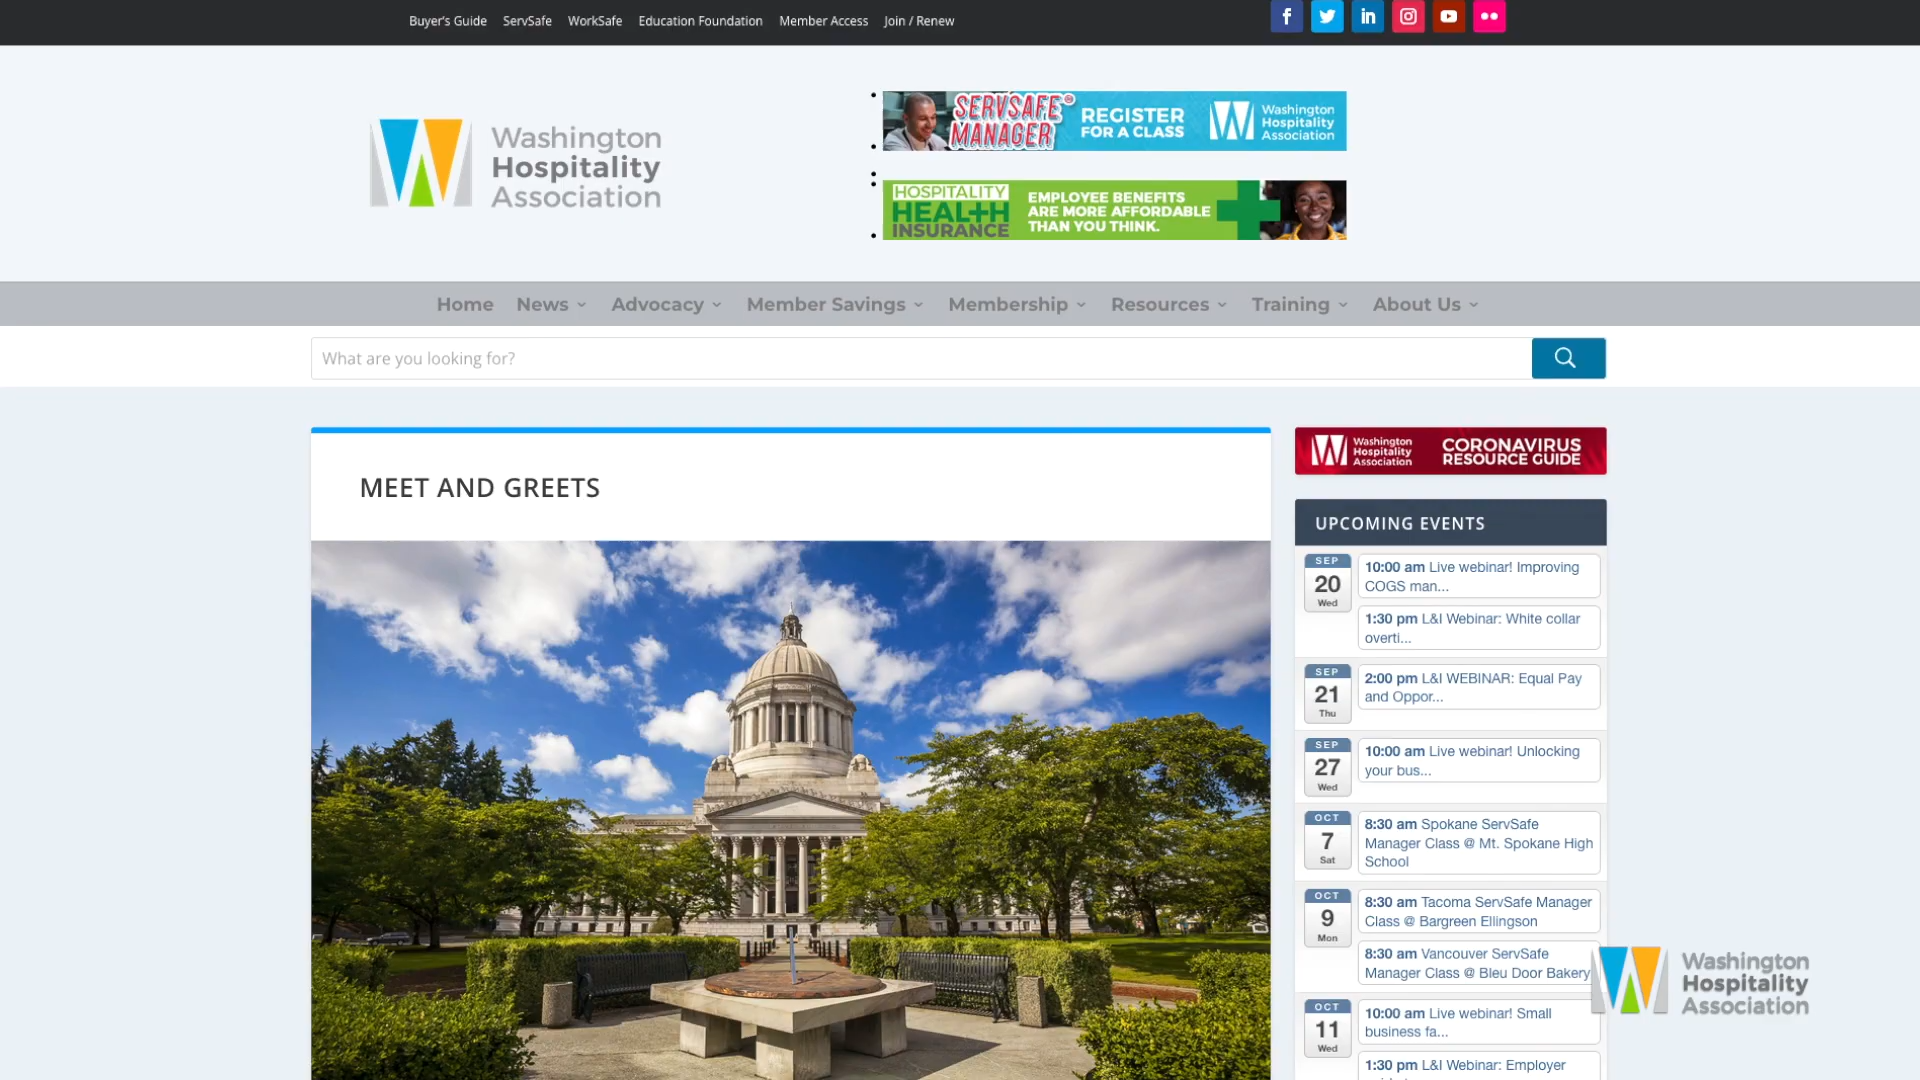 Buyer's Guide ServSafe WorkSafe Education Foundation Member Access Join / Renew
Washington
Hospitality
Association
SERVSAFE®
MANAGER
REGISTER
FOR A CLASS
Washington
Hospitality
Association
HOSPITALITY
HEALTH
INSURANCE
EMPLOYEE BENEFITS
ARE MORE AFFORDABLE
THAN YOU THINK.
Home News Advocacy Member Savings Membership Resources Training About Us
What are you looking for?
MEET AND GREETS
Washington
Hospitality
Association
CORONAVIRUS
RESOURCE GUIDE
UPCOMING EVENTS
SEP
20
Wed
10:00 am Live webinar! Improving
COGS man...
1:30 pm L&I Webinar: White collar
overti...
SEP
21
Thu
2:00 pm L&I WEBINAR: Equal Pay
and Oppor...
SEP
27
Wed
10:00 am Live webinar! Unlocking
your bus...
OCT
7
Sat
8:30 am Spokane ServSafe
Manager Class @ Mt. Spokane High
School
OCT
9
Mon
8:30 am Tacoma ServSafe Manager
Class @ Bargreen Ellingson
8:30 am Vancouver ServSafe
Manager Class @ Bleu Door Bakery
OCT
11
Wed
10:00 am Live webinar! Small
business fa...
1:30 pm L&I Webinar: Employer
Washington
Hospitality
Association